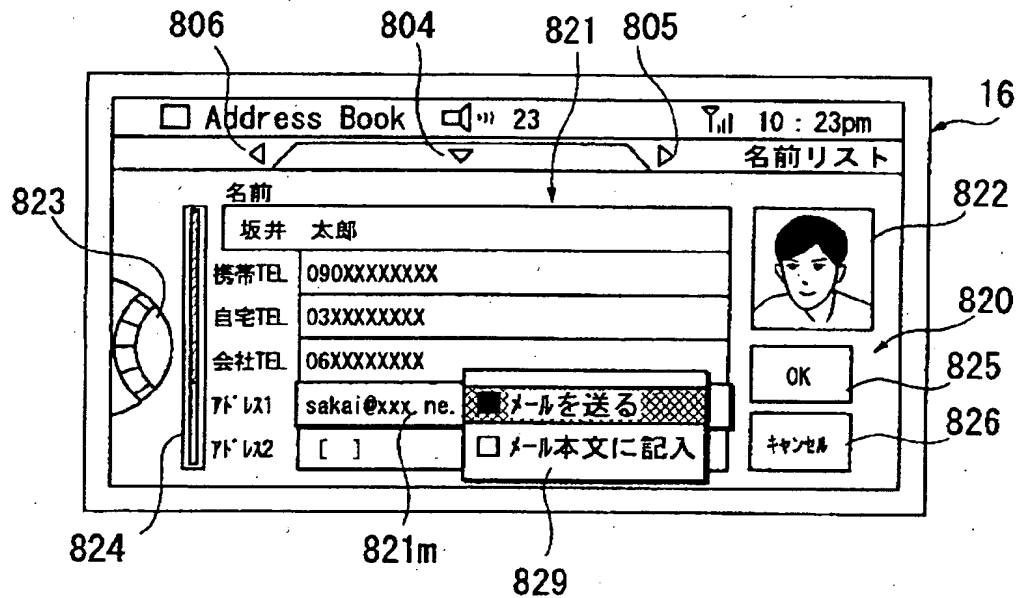 806 804 821 805
16
Address Book 23 10 : 23pm
名前リスト
823
名前
822
坂井 太郎
携帯TEL 090XXXXXXXX
自宅TEL 03XXXXXXXX
820
会社TEL 06XXXXXXXX
OK
825
ｱﾄﾞﾚｽ1 sakai@xxx.ne. メールを送る
826
ｱﾄﾞﾚｽ2 [ ] メール本文に記入
キャンセル
824
821m
829